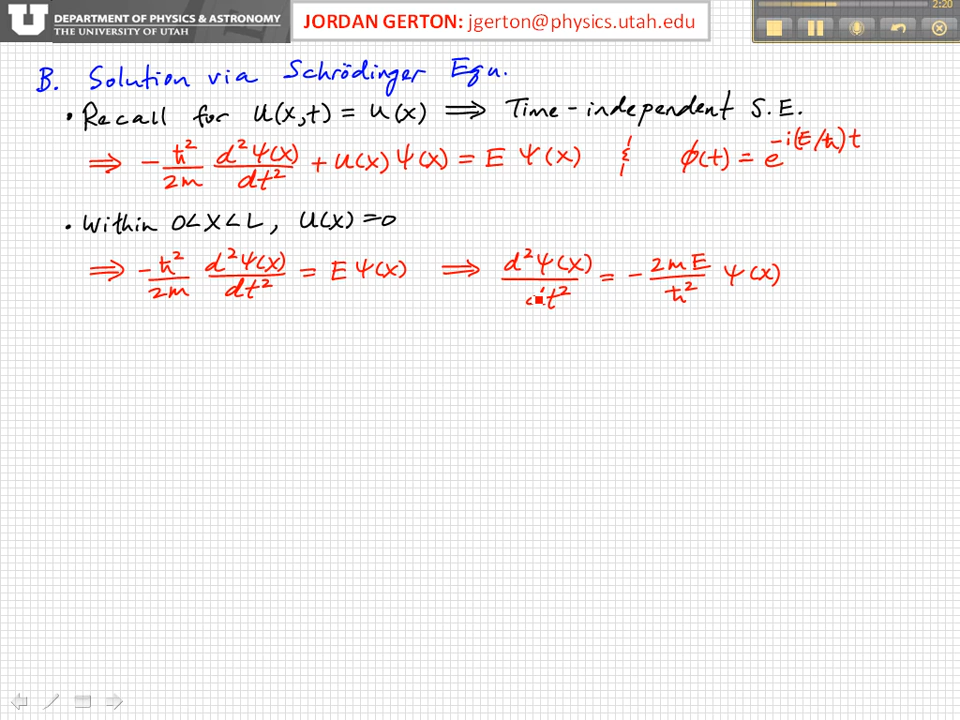 DEPARTMENT OF PHYSICS & ASTRONOMY
THE UNIVERSITY OF UTAH
JORDAN GERTON: jgerton@physics.utah.edu
2:20
B. Solution via Schrödinger Equ.
• Recall for U(x,t) = U(x) ⟹ Time-independent S.E.
⟹ -ħ²/2m d²ψ(x)/dt² + U(x) ψ(x) = E ψ(x) & ϕ(t) = e^{-i(E/ħ)t}
• Within 0<x<L, U(x)=0
⟹ -ħ²/2m d²ψ(x)/dt² = E ψ(x) ⟹ d²ψ(x)/dt² = - 2mE/ħ² ψ(x)